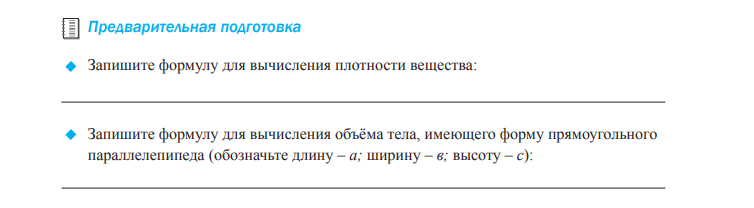 Предварительная подготовка
Запишите формулу для вычисления плотности вещества:
Запишите формулу для вычисления объёма тела, имеющего форму прямоугольного
параллелепипеда (обозначьте длину – а; ширину – в; высоту – с):